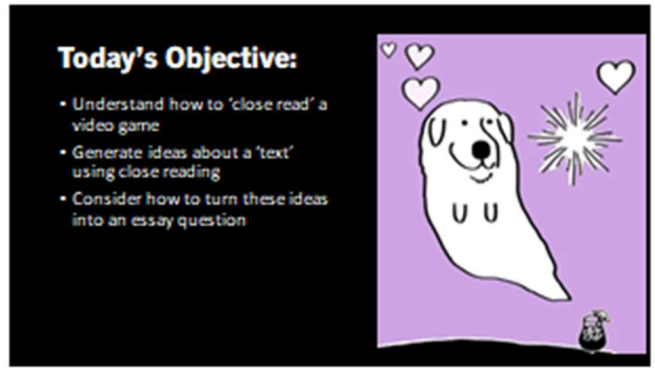 Today's Objective:
• Understand how to 'close read' a
video game
• Generate ideas about a 'text'
using close reading
• Consider how to turn these ideas
into an essay question